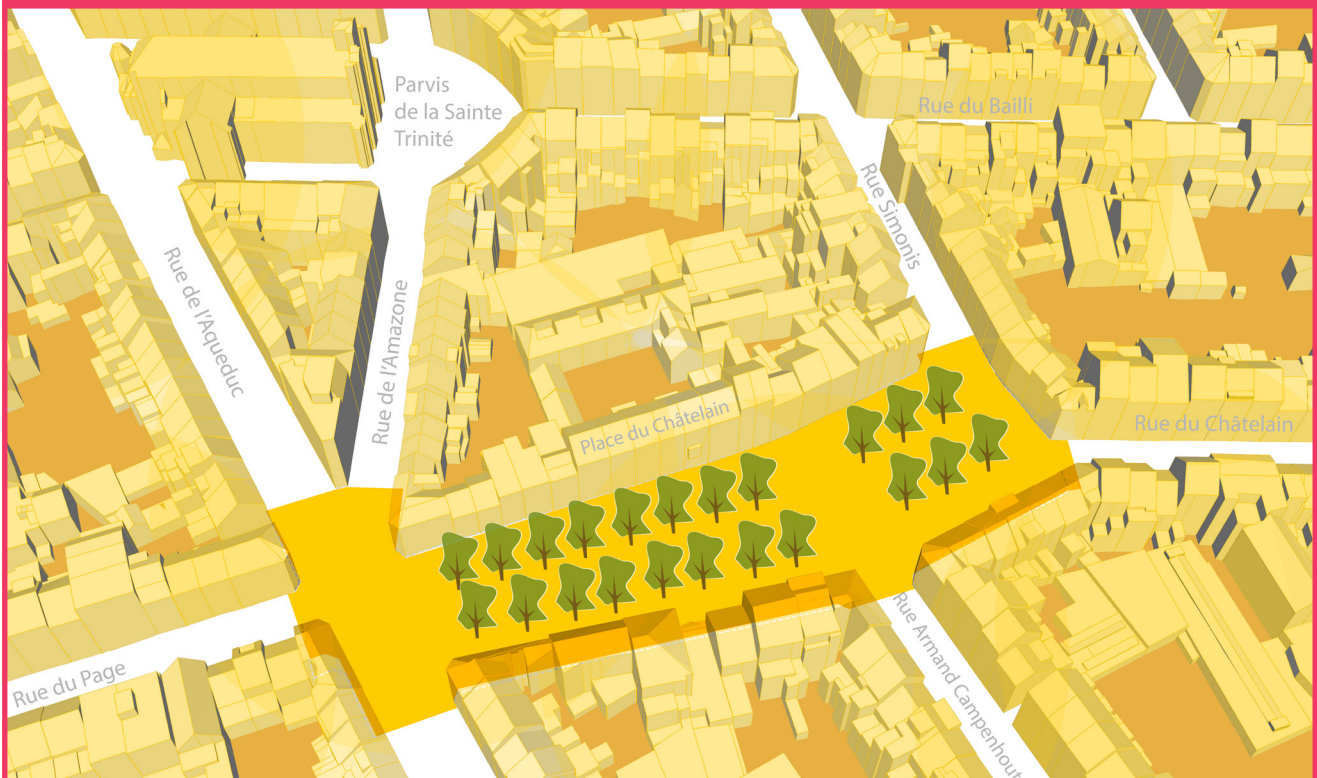 Parvis
de la Sainte
Trinité
Rue du Bailli
Rue Simonis
Rue de l'Aqueduc
Rue de l'Amazone
Place du Châtelain
Rue du Châtelain
Rue du Page
Rue Armand Campenhout